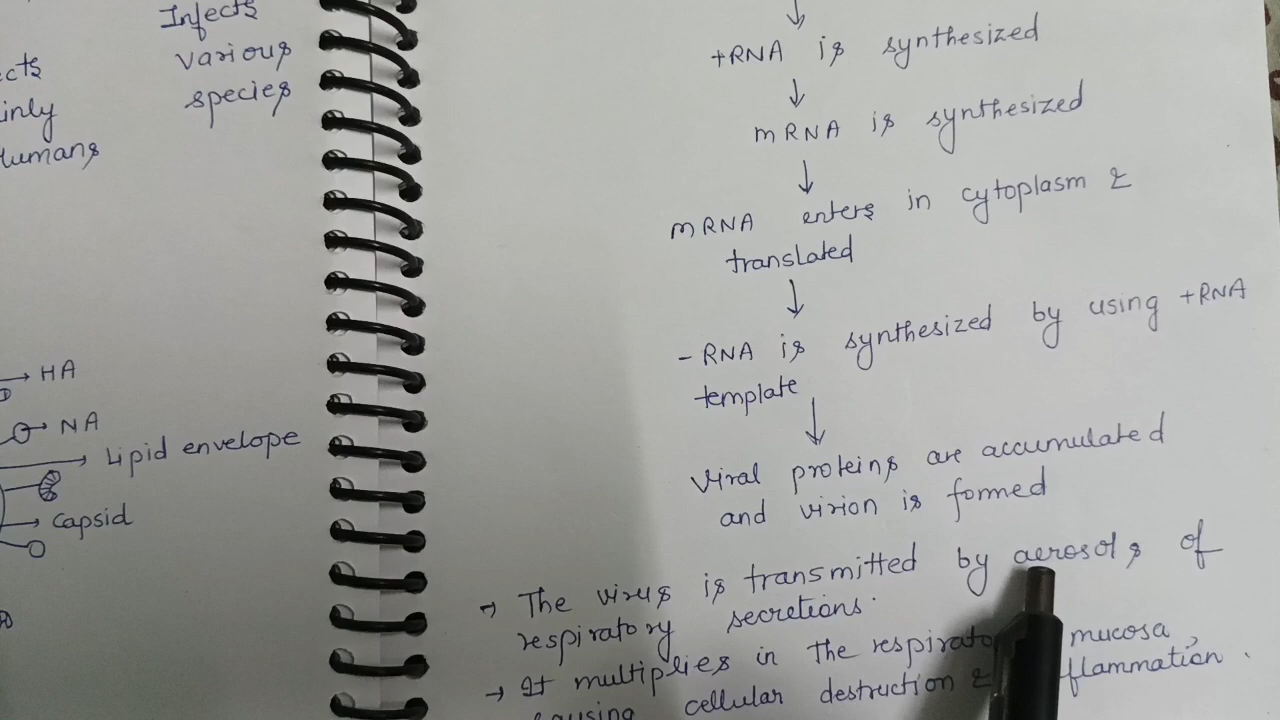 Infects
various
species
ects
inly
Humans
HA
NA
Lipid envelope
capsid
↓
+RNA is synthesized
↓
mRNA is synthesized
↓
mRNA enters in cytoplasm &
translated
↓
- RNA is synthesized by using +RNA
template
↓
Viral proteins are accumulated
and virion is formed
→ The virus is transmitted by aerosols of
respiratory secretions.
→ It multiplies in the respirato mucosa,
causing cellular destruction & flammation.